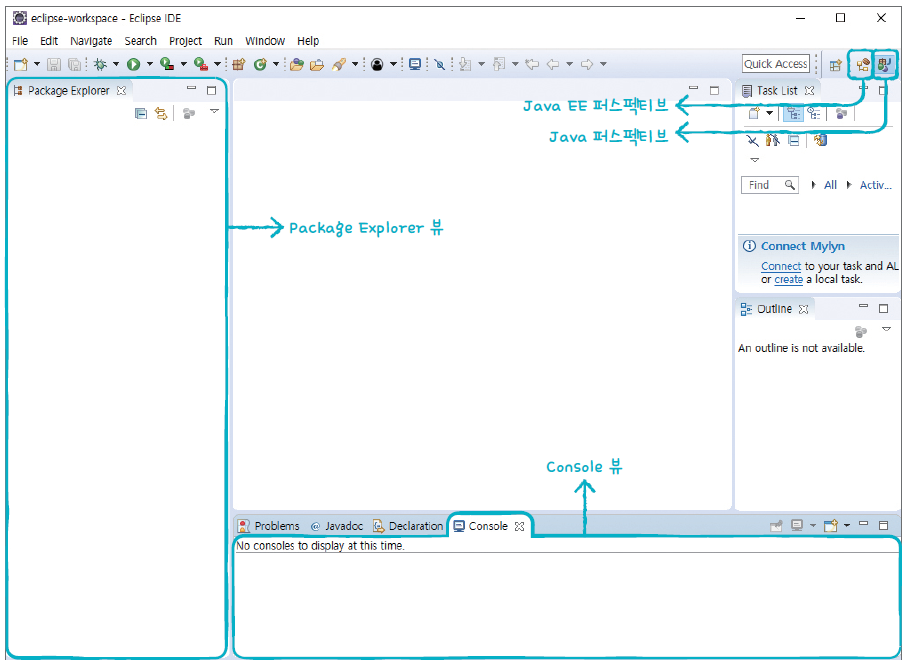 eclipse-workspace - Eclipse IDE
File Edit Navigate Search Project Run Window Help
Quick Access
Package Explorer
Java EE 퍼스펙티브
Java 퍼스펙티브
Task List
Find All Activ...
Package Explorer 뷰
Connect Mylyn
Connect to your task and AL
or create a local task.
Outline
An outline is not available.
Console 뷰
Problems @ Javadoc Declaration Console
No consoles to display at this time.